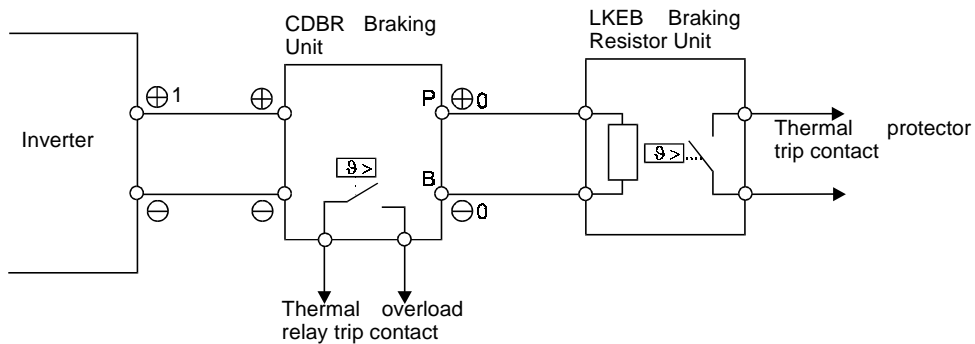 CDBR Braking
Unit
LKEB Braking
Resistor Unit
⊕1
⊕
P ⊕0
Inverter
Thermal protector
trip contact
ϑ>
ϑ>
B
⊖
⊖
⊖0
Thermal overload
relay trip contact